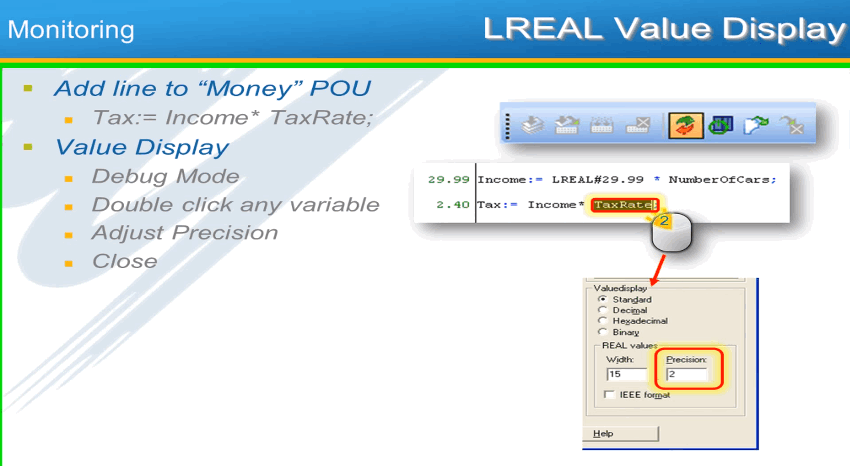 Monitoring
LREAL Value Display
Add line to “Money” POU
Tax:= Income* TaxRate;
Value Display
Debug Mode
Double click any variable
Adjust Precision
Close
29.99 Income:= LREAL#29.99 * NumberOfCars;
2.40 Tax:= Income* TaxRate;
2
Valuedisplay
Standard
Decimal
Hexadecimal
Binary
REAL values
Width: Precision:
15 2
IEEE format
Help